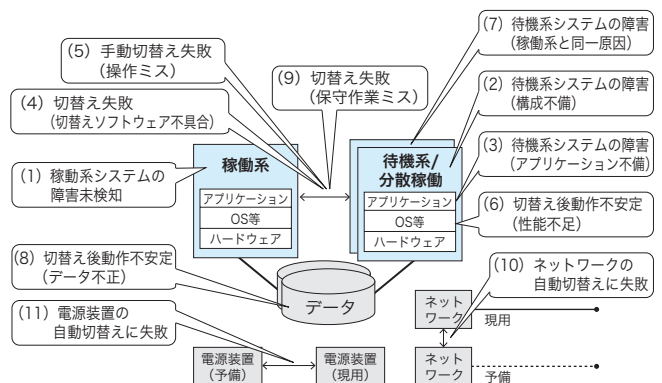 (7) 待機系システムの障害
(稼働系と同一原因)
(5) 手動切替え失敗
(操作ミス)
(9) 切替え失敗
(保守作業ミス)
(2) 待機系システムの障害
(構成不備)
(4) 切替え失敗
(切替えソフトウェア不具合)
稼働系
待機系/
分散稼働
(3) 待機系システムの障害
(アプリケーション不備)
(1) 稼動系システムの
障害未検知
アプリケーション
OS等
ハードウェア
アプリケーション
OS等
ハードウェア
(6) 切替え後動作不安定
(性能不足)
(8) 切替え後動作不安定
(データ不正)
データ
(10) ネットワークの
自動切替えに失敗
(11) 電源装置の
自動切替えに失敗
ネット
ワーク
現用
電源装置
(予備)
電源装置
(現用)
ネット
ワーク
予備